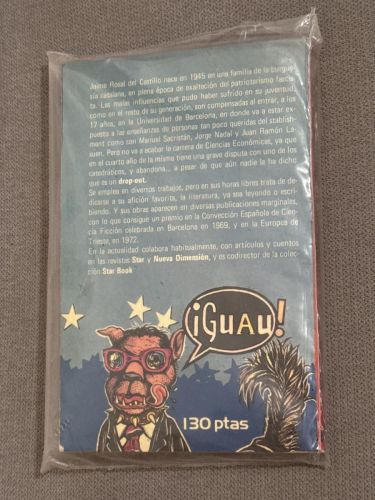 Jaime Rosal del Castillo nace en 1945 en una familia de la burgue-
sía catalana, en plena época de exaltación del patrioterismo fascis-
ta. Las malas influencias que pudo haber sufrido en su juventud,
como en el resto de su generación, son compensadas al entrar, a los
17 años, en la Universidad de Barcelona, en donde va a estar ex-
puesto a las enseñanzas de personas tan poco queridas del establish-
ment como son Manuel Sacristán, Jorge Nadal y Juan Ramón La-
suen. Pero no va a acabar la carrera de Ciencias Económicas, ya que
en el cuarto año de la misma tiene una grave disputa con uno de los
catedráticos, y abandona... a pesar de que aún nadie le ha dicho
qué es un drop-out.
Se emplea en diversos trabajos, pero en sus horas libres trata de de-
dicarse a su afición favorita, la literatura, ya sea leyendo o escri-
biendo. Y sus obras aparecen en diversas publicaciones marginales,
con lo que consigue un premio en la Convección Española de Cien-
cia Ficción celebrada en Barcelona en 1969, y en la Europea de
Trieste, en 1972.
En la actualidad colabora habitualmente, con artículos y cuentos
en las revistas Star y Nueva Dimensión, y es codirector de la colec-
ción Star Book
¡GUAU!
130 ptas